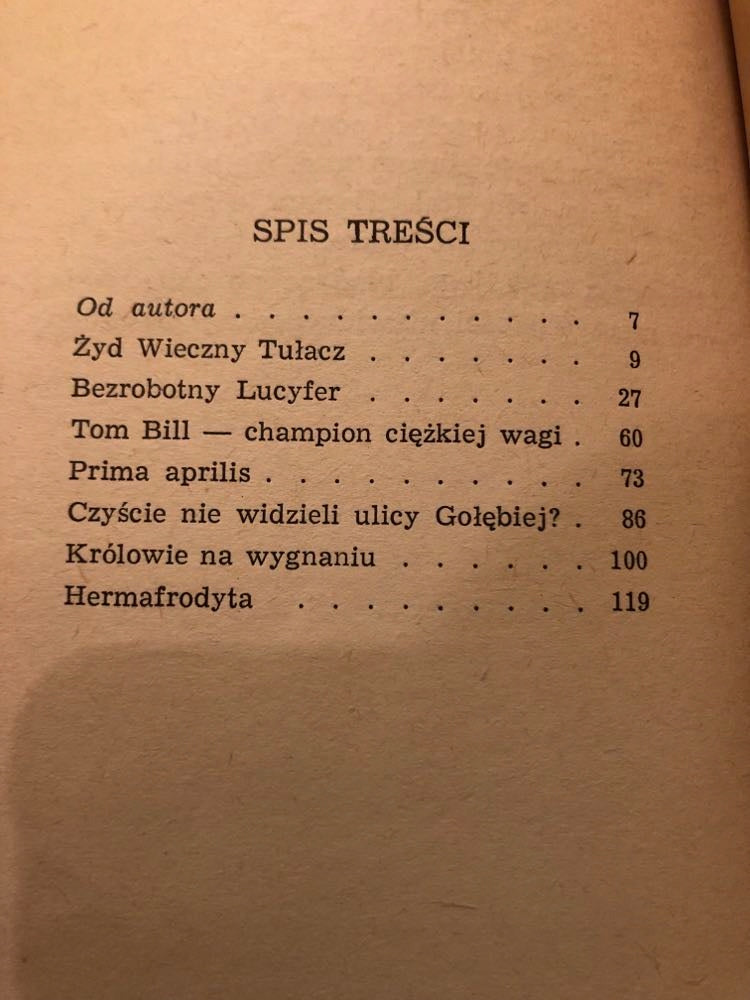 SPIS TREŚCI
Od autora . . . . . . . . . . . 7
Żyd Wieczny Tułacz . . . . . . . 9
Bezrobotny Lucyfer . . . . . . . 27
Tom Bill — champion ciężkiej wagi . 60
Prima aprilis . . . . . . . . . . 73
Czyście nie widzieli ulicy Gołębiej? . 86
Królowie na wygnaniu . . . . . . 100
Hermafrodyta . . . . . . . . . 119